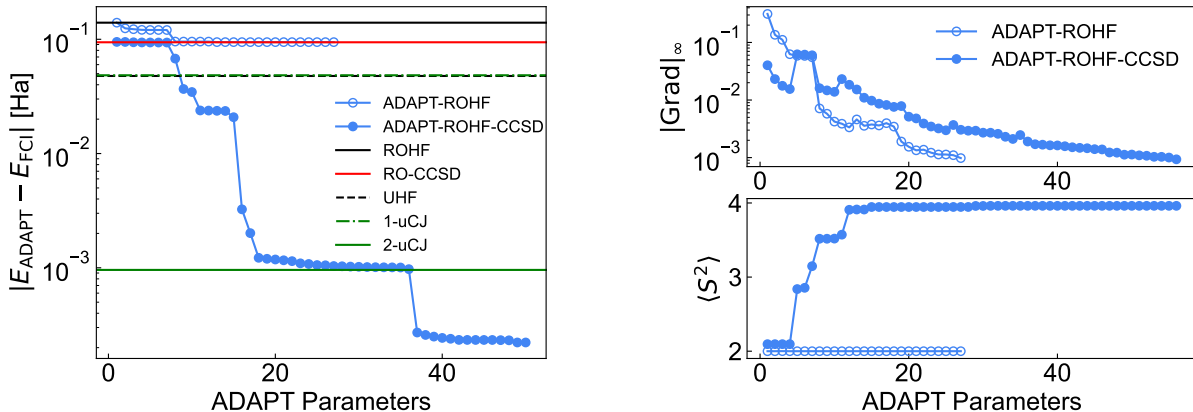 |E_ADAPT − E_FCI| [Ha]
10⁻¹
10⁻²
10⁻³
ADAPT-ROHF
ADAPT-ROHF-CCSD
ROHF
RO-CCSD
UHF
1-uCJ
2-uCJ
0 20 40
ADAPT Parameters
|Grad|_∞
10⁻¹
10⁻²
10⁻³
ADAPT-ROHF
ADAPT-ROHF-CCSD
0 20 40
⟨S²⟩
4
3
2
0 20 40
ADAPT Parameters